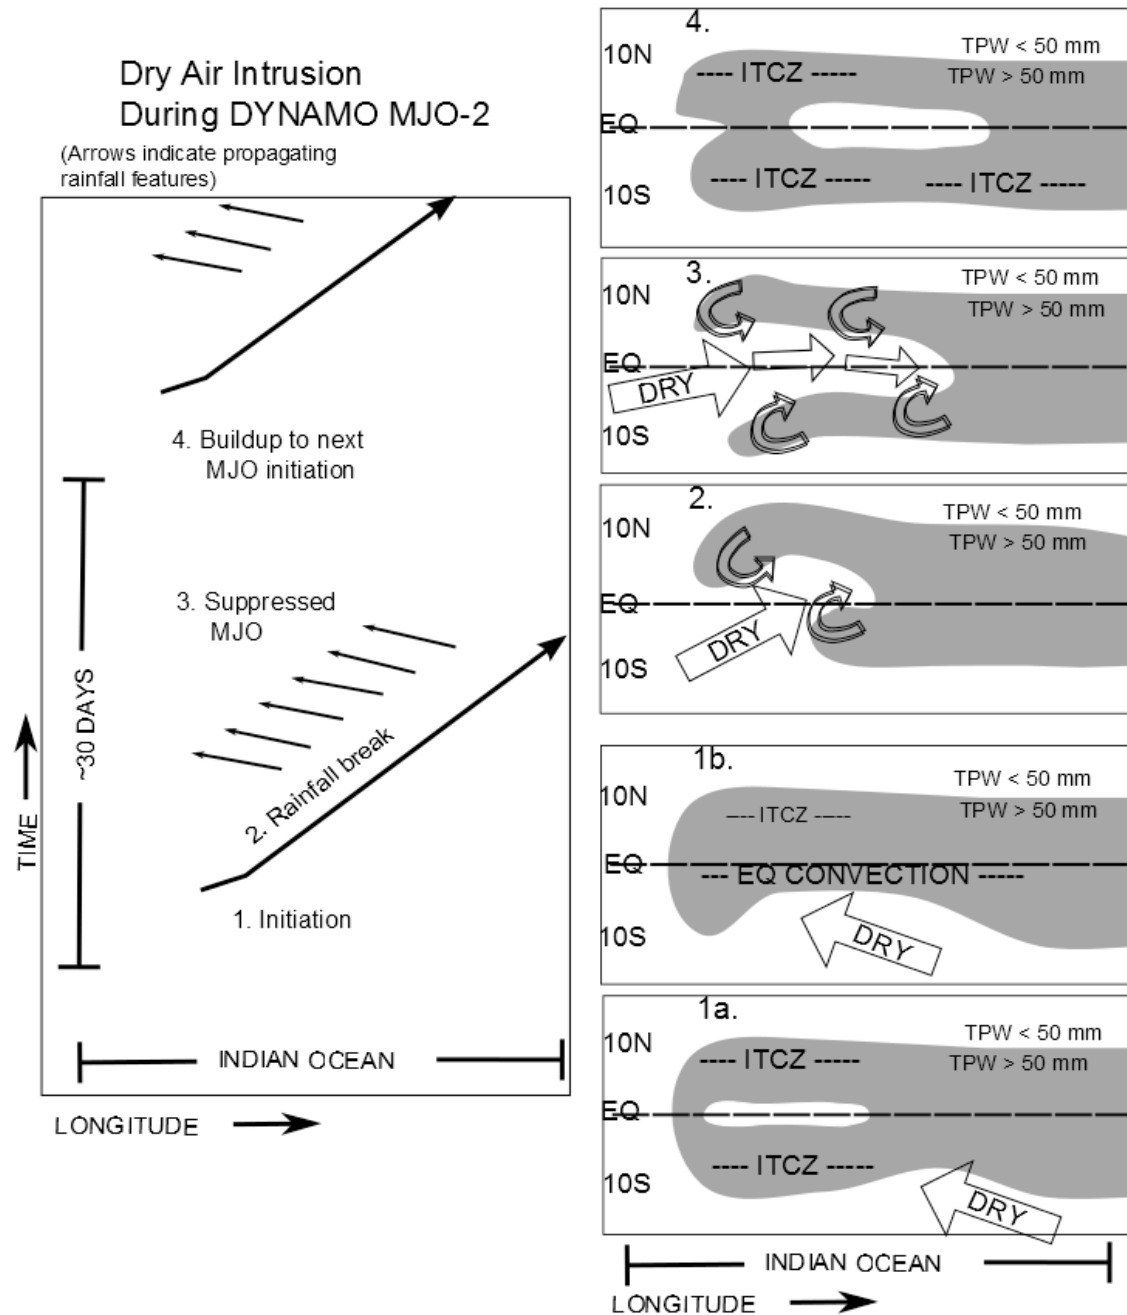 Dry Air Intrusion
During DYNAMO MJO-2
(Arrows indicate propagating
rainfall features)
4. Buildup to next
MJO initiation
3. Suppressed
MJO
2. Rainfall break
1. Initiation
~30 DAYS
TIME
INDIAN OCEAN
LONGITUDE
4.
10N
TPW < 50 mm
TPW > 50 mm
---- ITCZ -----
EQ
---- ITCZ ----- ---- ITCZ -----
10S
3.
10N
TPW < 50 mm
TPW > 50 mm
EQ
DRY
10S
2.
10N
TPW < 50 mm
TPW > 50 mm
EQ
DRY
10S
1b.
10N
TPW < 50 mm
TPW > 50 mm
---- ITCZ -----
EQ
--- EQ CONVECTION -----
10S
DRY
1a.
10N
TPW < 50 mm
TPW > 50 mm
---- ITCZ -----
EQ
---- ITCZ -----
10S
DRY
INDIAN OCEAN
LONGITUDE